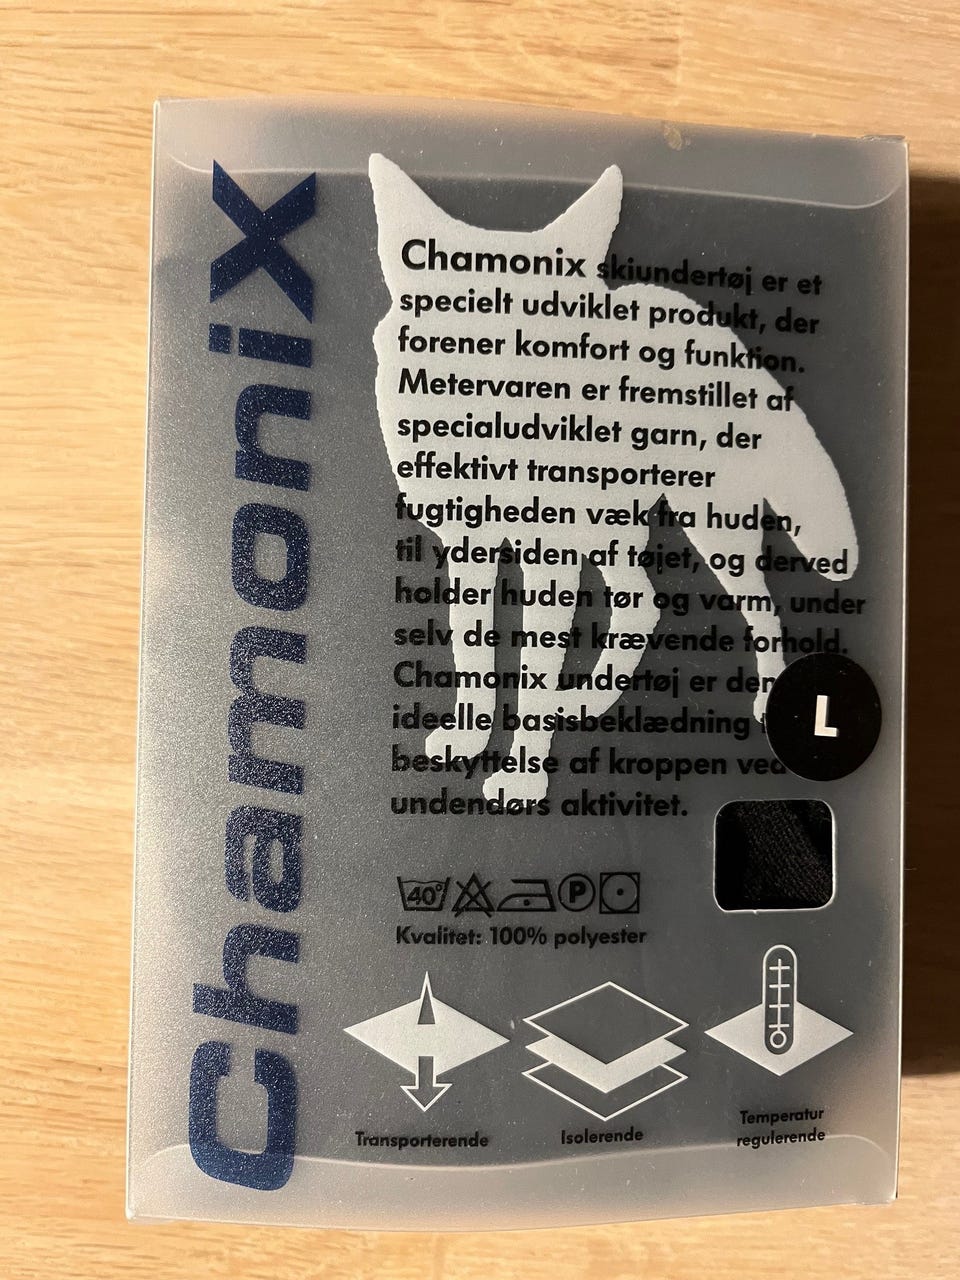 Chamonix
Chamonix skiundertøj er et
specielt udviklet produkt, der
forener komfort og funktion.
Metervaren er fremstillet af
specialudviklet garn, der
effektivt transporterer
fugtigheden væk fra huden,
til ydersiden af tøjet, og derved
holder huden tør og varm, under
selv de mest krævende forhold.
Chamonix undertøj er den
ideelle basisbeklædning
beskyttelse af kroppen ved
undendørs aktivitet.
L
40°
P
Kvalitet: 100% polyester
Transporterende
Isolerende
Temperatur
regulerende